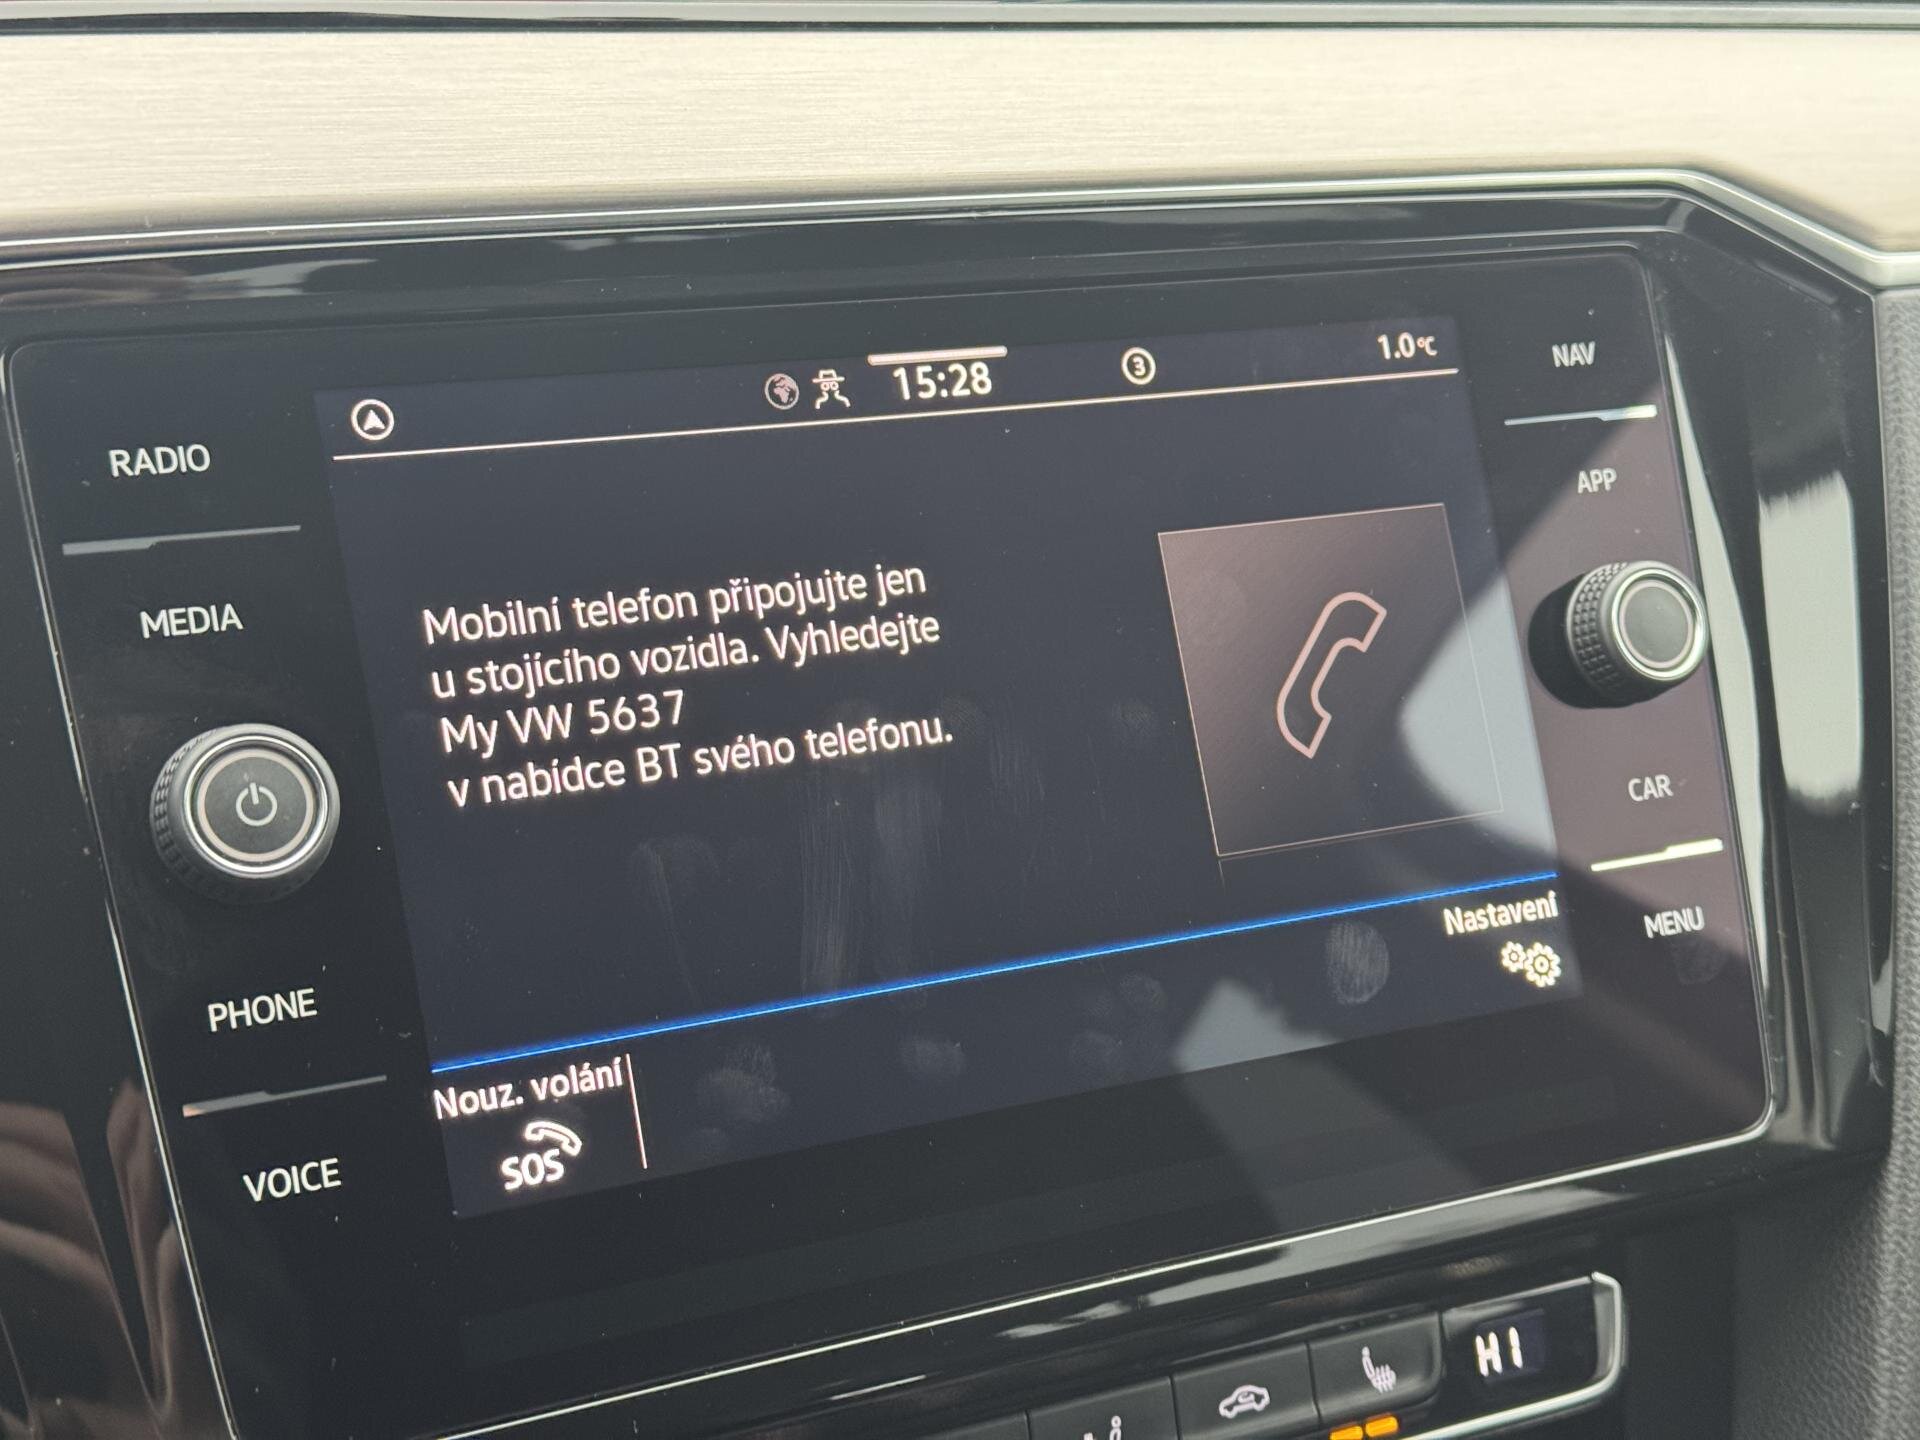 15:28
3
1.0°C
NAV
RADIO
APP
MEDIA
Mobilní telefon připojujte jen
u stojícího vozidla. Vyhledejte
My VW 5637
v nabídce BT svého telefonu.
CAR
Nastavení
MENU
PHONE
Nouz. volání
SOS
VOICE
HI